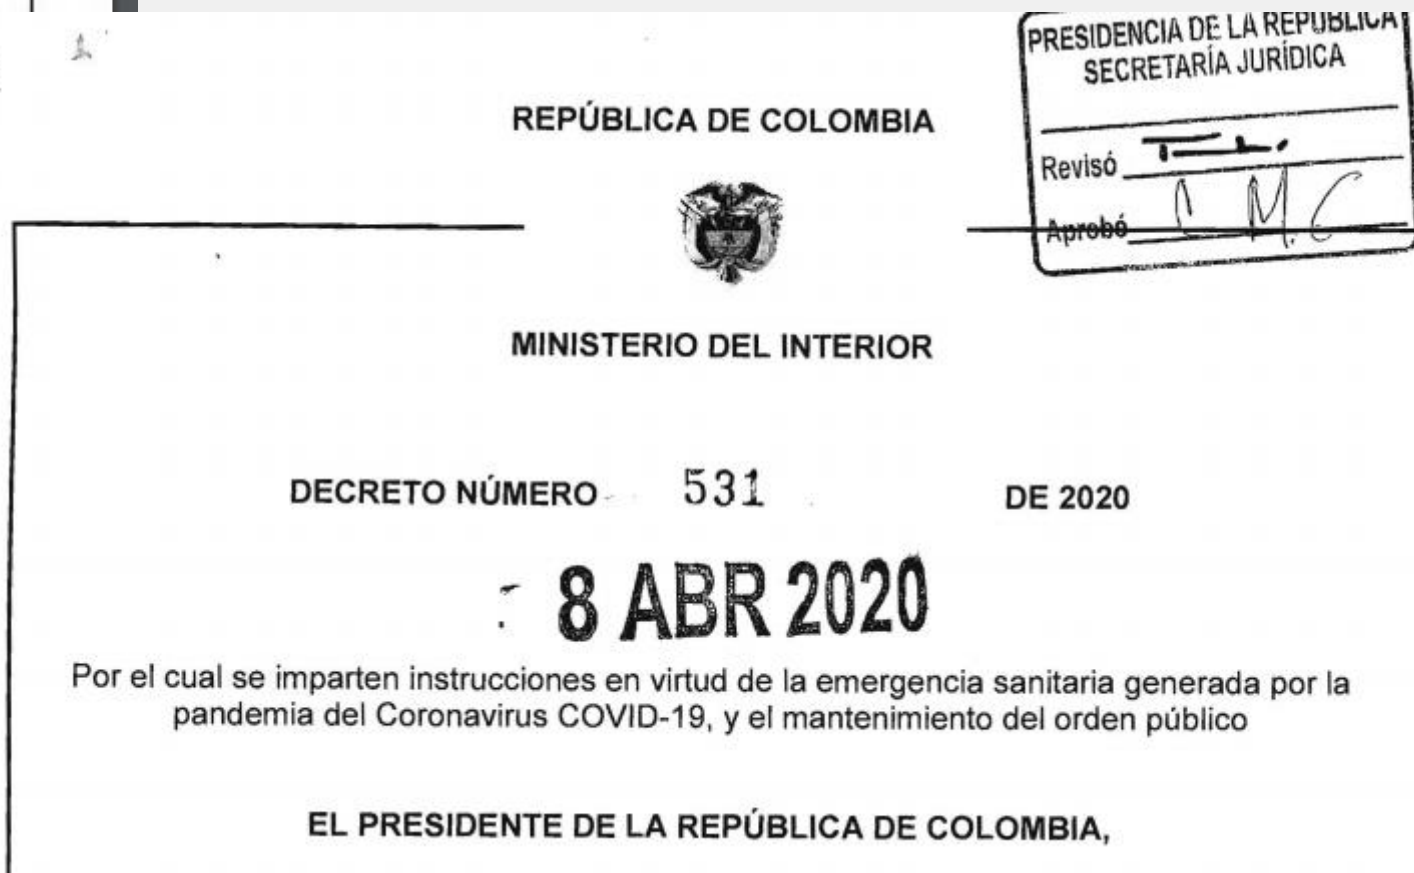 PRESIDENCIA DE LA REPÚBLICA
SECRETARÍA JURÍDICA
Revisó
Aprobó C M.C
REPÚBLICA DE COLOMBIA
MINISTERIO DEL INTERIOR
DECRETO NÚMERO 531 DE 2020
8 ABR 2020
Por el cual se imparten instrucciones en virtud de la emergencia sanitaria generada por la
pandemia del Coronavirus COVID-19, y el mantenimiento del orden público
EL PRESIDENTE DE LA REPÚBLICA DE COLOMBIA,